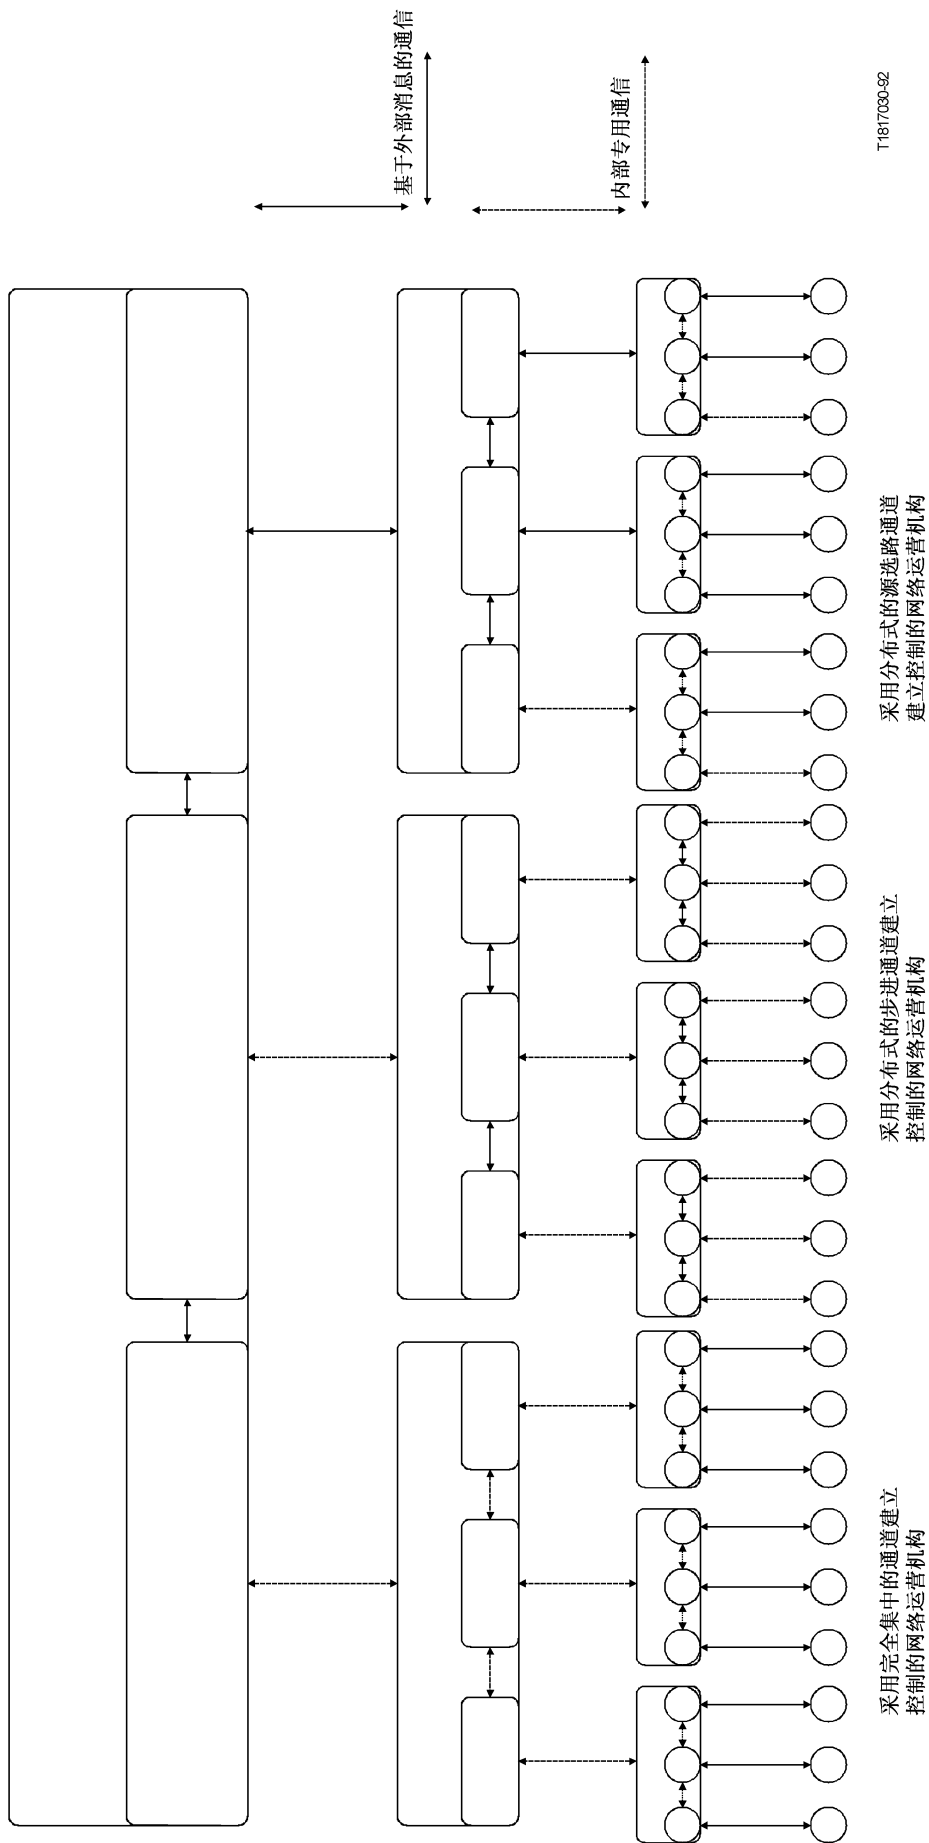 基于外部消息的通信
内部专用通信
采用完全集中的通道建立
控制的网络运营机构
采用分布式的步进通道建立
控制的网络运营机构
采用分布式的源选路通道
建立控制的网络运营机构
T1817030-92